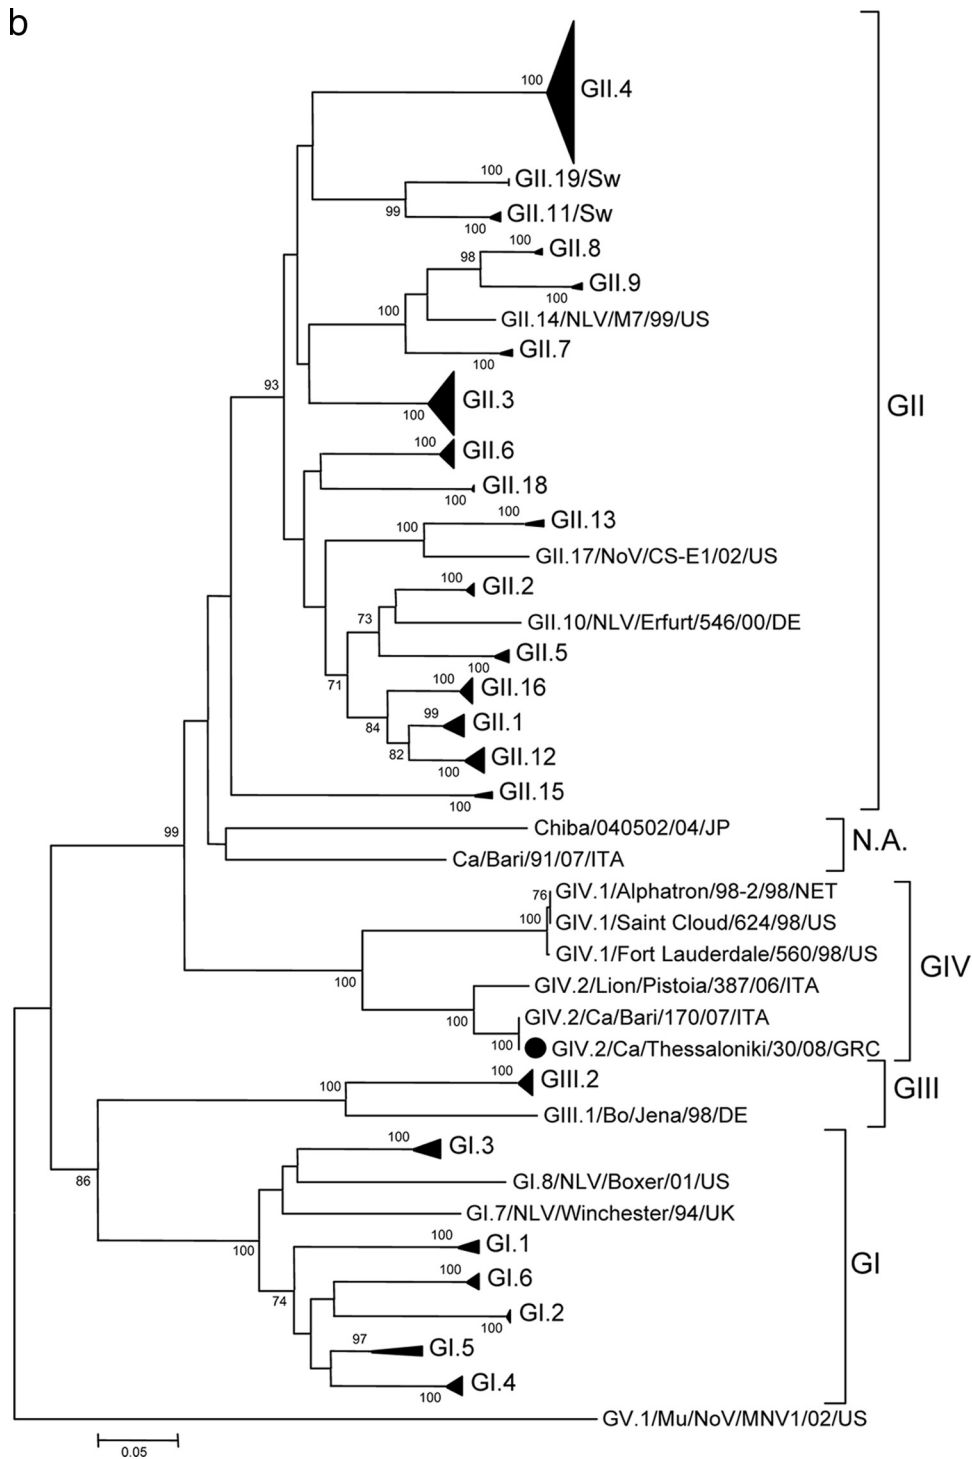 b
100
GII.4
100
GII.19/Sw
99
GII.11/Sw
100
100
GII.8
98
GII.9
100
100
GII.14/NLV/M7/99/US
GII.7
100
93
GII.3
100
GII
100
GII.6
GII.18
100
100
GII.13
100
GII.17/NoV/CS-E1/02/US
100
GII.2
73
GII.10/NLV/Erfurt/546/00/DE
GII.5
100
71
100
GII.16
99
GII.1
84
82
GII.12
100
GII.15
100
99
Chiba/040502/04/JP
N.A.
Ca/Bari/91/07/ITA
76
GIV.1/Alphatron/98-2/98/NET
100
GIV.1/Saint Cloud/624/98/US
GIV.1/Fort Lauderdale/560/98/US
GIV
100
GIV.2/Lion/Pistoia/387/06/ITA
100
GIV.2/Ca/Bari/170/07/ITA
100
GIV.2/Ca/Thessaloniki/30/08/GRC
100
GIII.2
100
GIII
GIII.1/Bo/Jena/98/DE
100
GI.3
86
GI.8/NLV/Boxer/01/US
GI.7/NLV/Winchester/94/UK
100
100
GI.1
GI
100
GI.6
74
GI.2
100
97
GI.5
GI.4
100
GV.1/Mu/NoV/MNV1/02/US
0.05